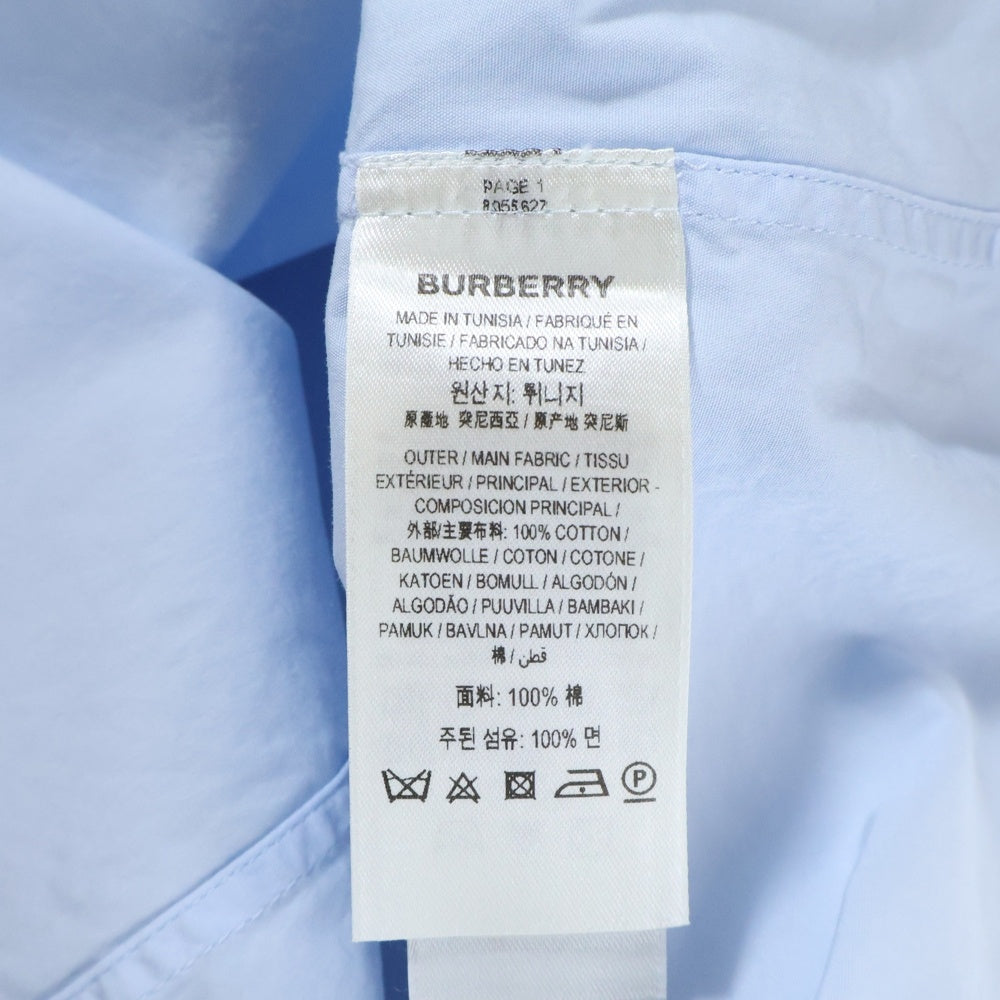 PAGE 1
8055627
BURBERRY
MADE IN TUNISIA / FABRIQUÉ EN
TUNISIE / FABRICADO NA TUNISIA /
HECHO EN TUNEZ
원산지: 튀니지
原產地 突尼西亞 / 原产地 突尼斯
OUTER / MAIN FABRIC / TISSU
EXTÉRIEUR / PRINCIPAL / EXTERIOR -
COMPOSICION PRINCIPAL /
外部/主要布料: 100% COTTON /
BAUMWOLLE / COTON / COTONE /
KATOEN / BOMULL / ALGODÓN /
ALGODÃO / PUUVILLA / BAMBAKI /
PAMUK / BAVLNA / PAMUT / ХЛОПОК /
棉 / قطن
面料: 100% 棉
주된 섬유: 100% 면
P